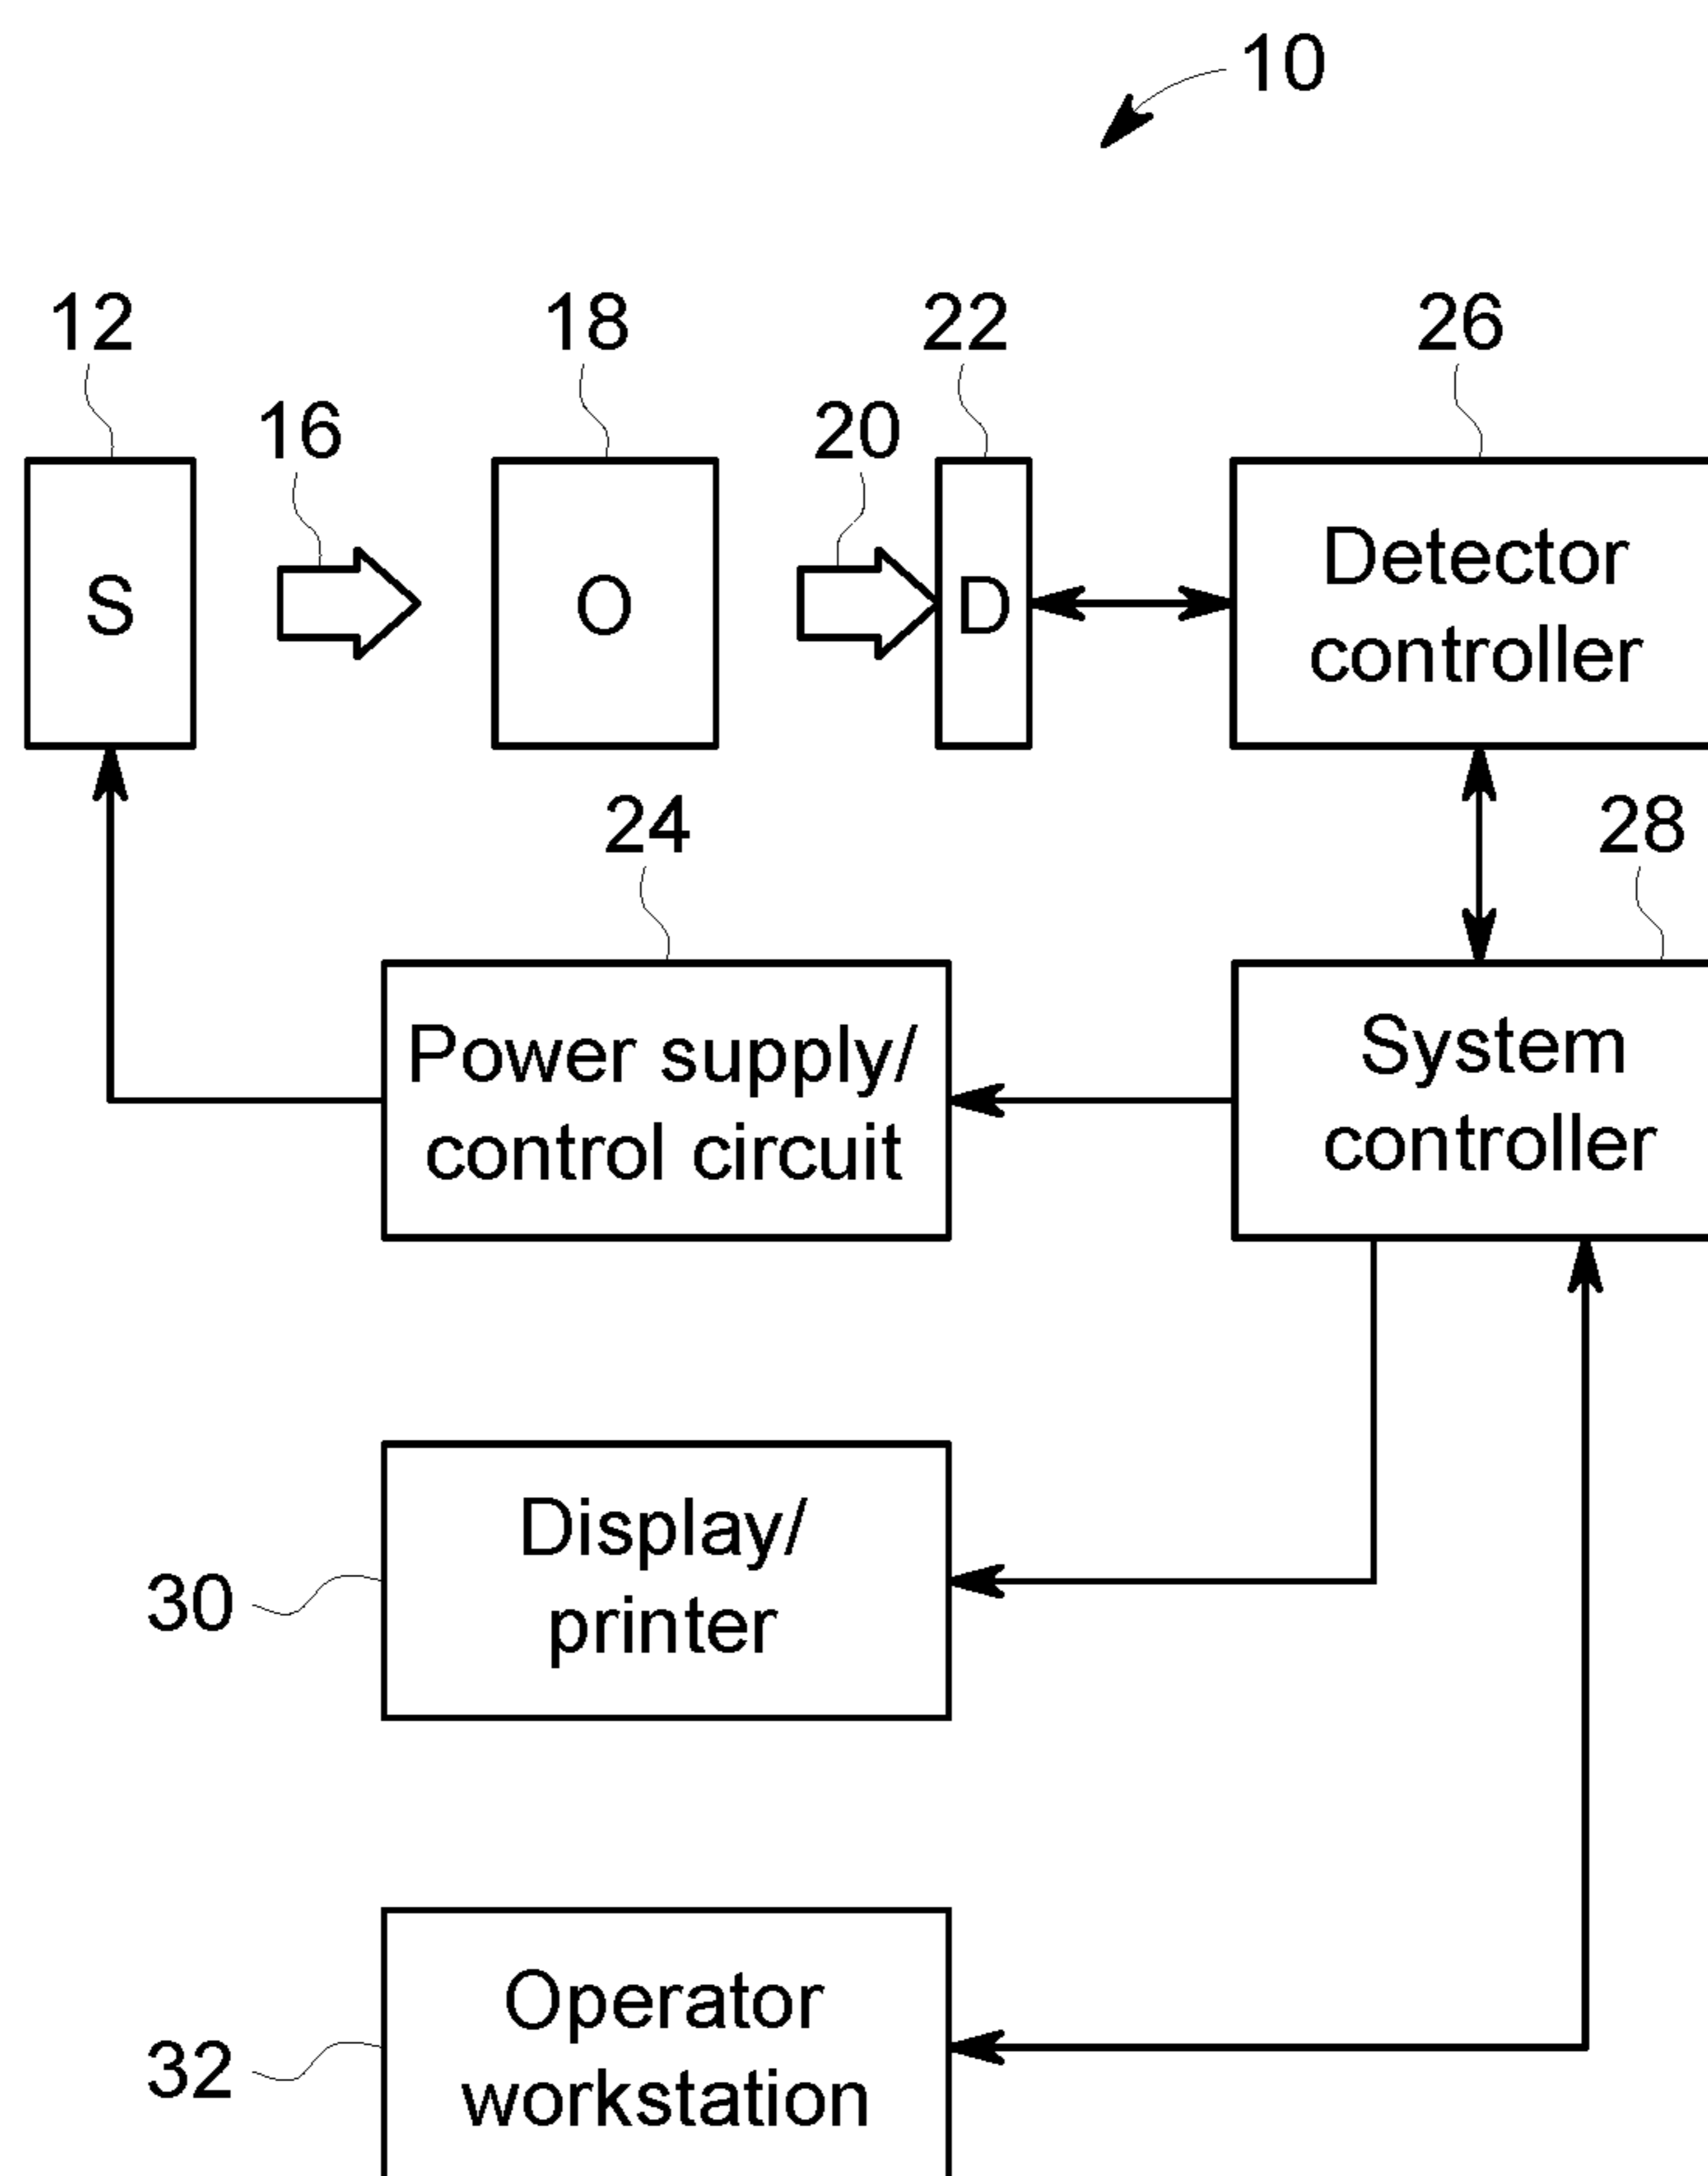 10
12
18
22
26
16
20
S
O
D
Detector
controller
24
28
Power supply/
control circuit
System
controller
30
Display/
printer
32
Operator
workstation